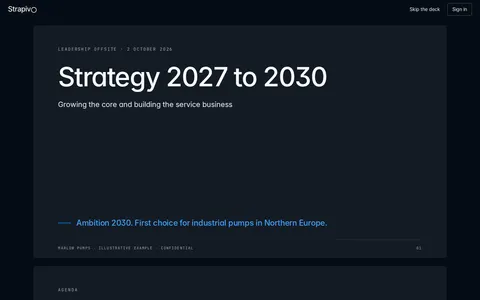 Strapivo
Skip the deck
Sign in
LEADERSHIP OFFSITE · 2 OCTOBER 2026
Strategy 2027 to 2030
Growing the core and building the service business
Ambition 2030. First choice for industrial pumps in Northern Europe.
MARLOW PUMPS · ILLUSTRATIVE EXAMPLE · CONFIDENTIAL
01
AGENDA